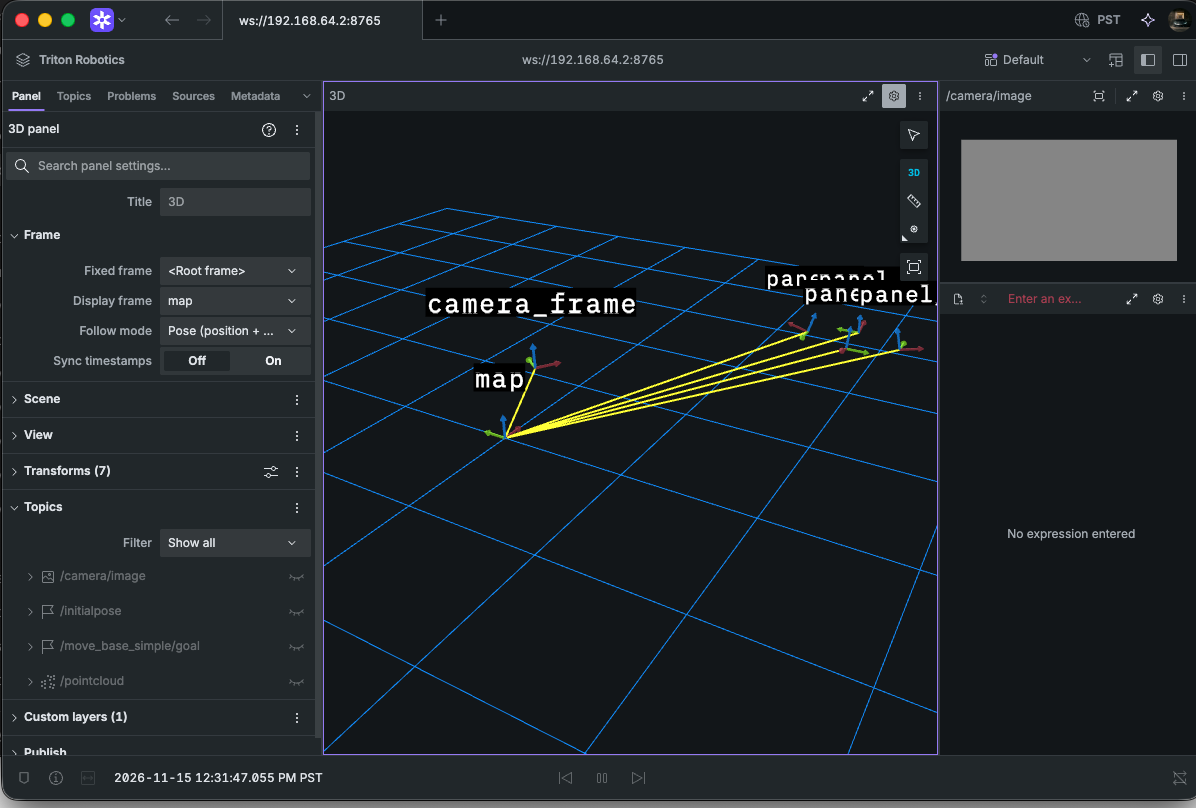 ws://192.168.64.2:8765
PST
Triton Robotics
ws://192.168.64.2:8765
Default
Panel
Topics
Problems
Sources
Metadata
3D panel
Search panel settings...
Title
3D
Frame
Fixed frame
<Root frame>
Display frame
map
Follow mode
Pose (position + ...
Sync timestamps
Off
On
Scene
View
Transforms (7)
Topics
Filter
Show all
/camera/image
/initialpose
/move_base_simple/goal
/pointcloud
Custom layers (1)
Publish
3D
3D
camera_frame
map
panel
panel_
/camera/image
Enter an ex...
No expression entered
2026-11-15 12:31:47.055 PM PST